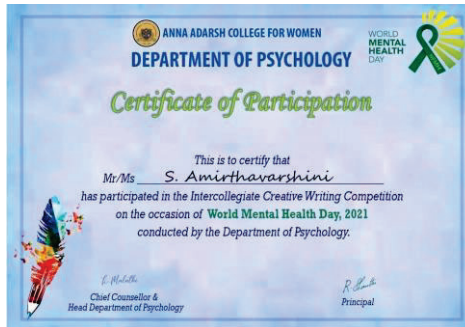 ANNA ADARSH COLLEGE FOR WOMEN
DEPARTMENT OF PSYCHOLOGY
WORLD
MENTAL
HEALTH
DAY
Certificate of Participation
This is to certify that
Mr/Ms S. Amirthavarshini
has participated in the Intercollegiate Creative Writing Competition
on the occasion of World Mental Health Day, 2021
conducted by the Department of Psychology.
Chief Counsellor &
Head Department of Psychology
Principal